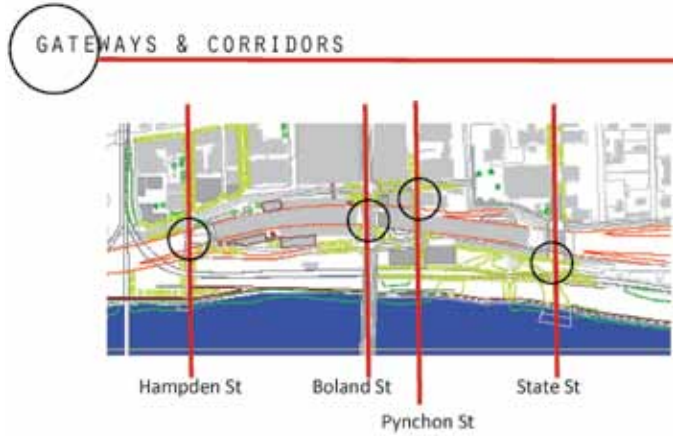 GATEWAYS & CORRIDORS
Hampden St
Boland St
State St
Pynchon St